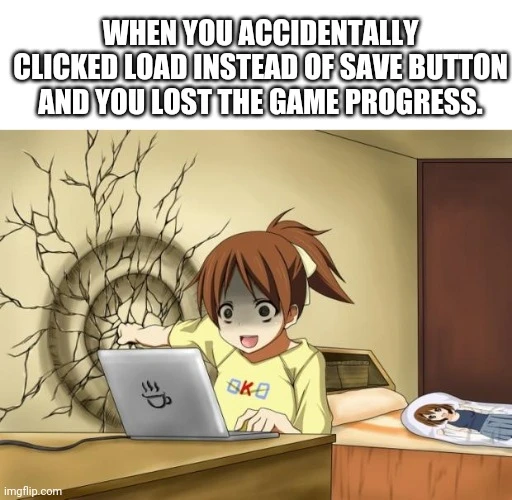 WHEN YOU ACCIDENTALLY
CLICKED LOAD INSTEAD OF SAVE BUTTON
AND YOU LOST THE GAME PROGRESS.
imgflip.com